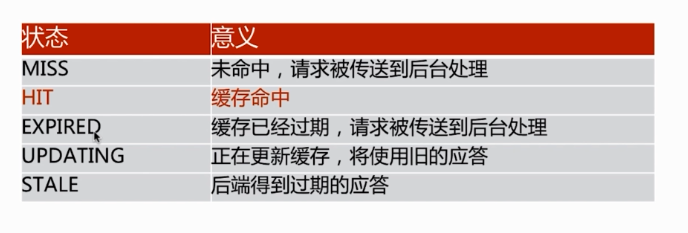 状态 意义
MISS 未命中，请求被传送到后台处理
HIT 缓存命中
EXPIRED 缓存已经过期，请求被传送到后台处理
UPDATING 正在更新缓存，将使用旧的应答
STALE 后端得到过期的应答